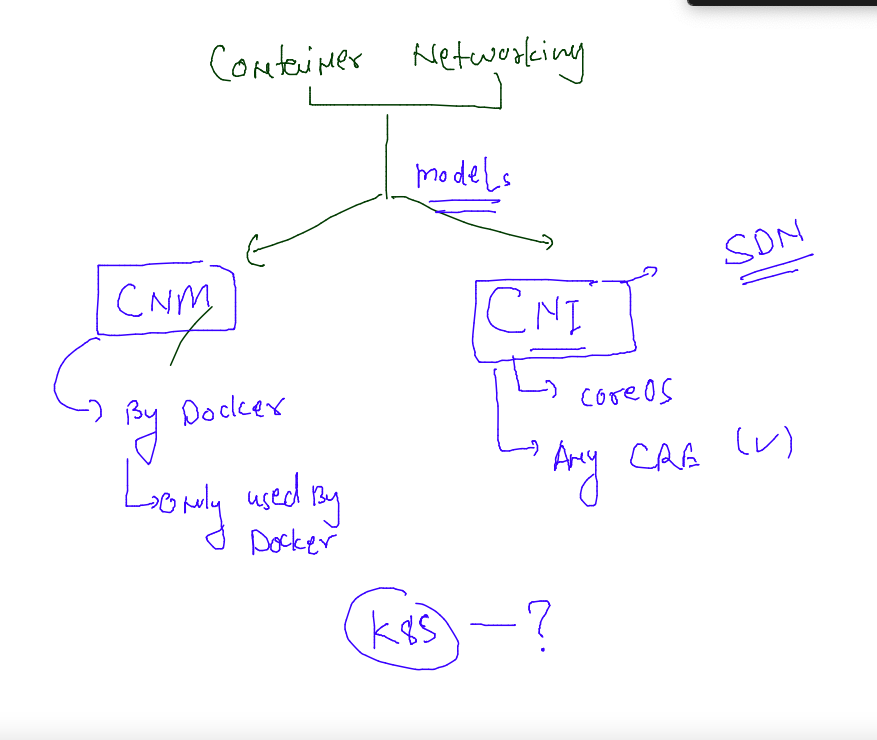 Container Networking
models
SDN
CNM
CNI
By Docker
Only used By
Docker
coreOS
Any CRE (v)
K8S - ?